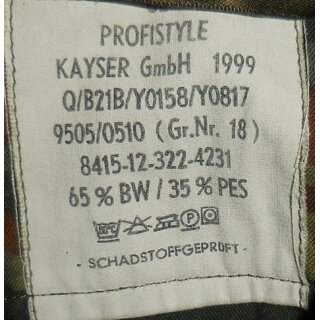 PROFISTYLE
KAYSER GmbH 1999
Q/B21B/Y0158/Y0817
9505/0510 (Gr.Nr. 18)
8415-12-322-4231
65 % BW / 35 % PES
- SCHADSTOFFGEPRÜFT -